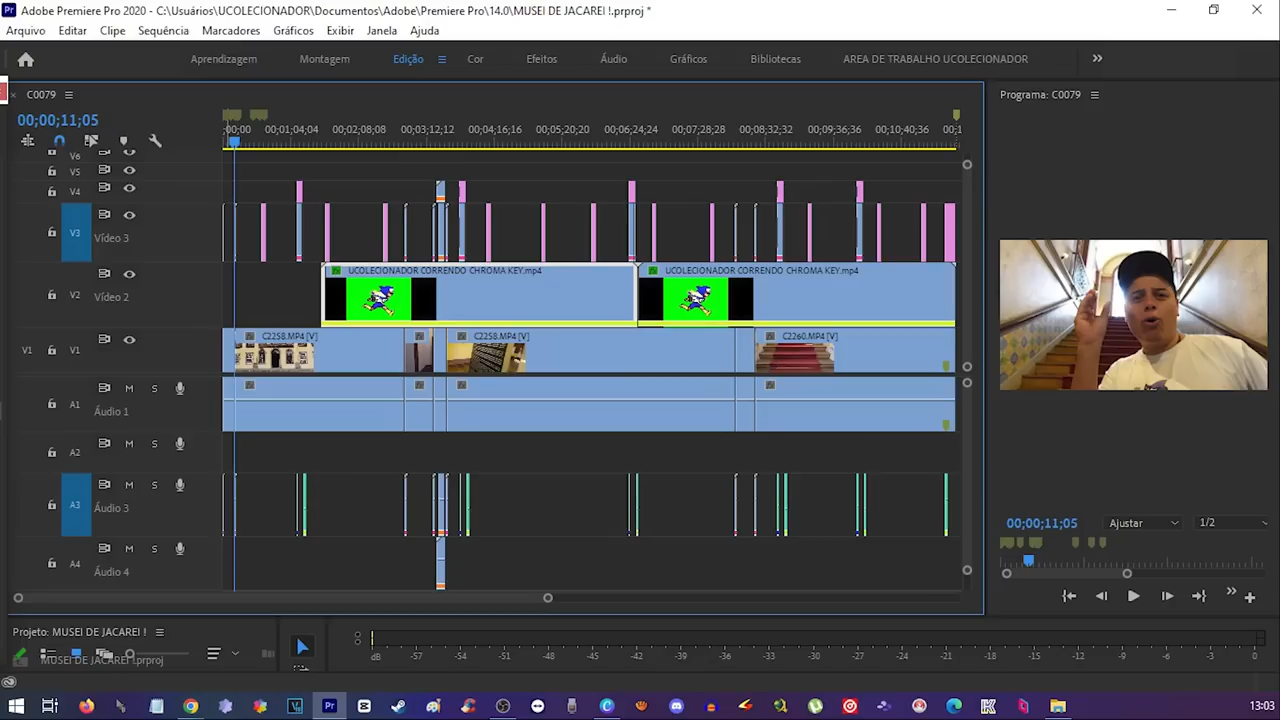 Adobe Premiere Pro 2020 - C:\Usuários\UCOLECIONADOR\Documentos\Adobe\Premiere Pro\14.0\MUSEI DE JACAREI !.prproj *
Arquivo Editar Clipe Sequência Marcadores Gráficos Exibir Janela Ajuda
Aprendizagem Montagem Edição Cor Efeitos Áudio Gráficos Bibliotecas AREA DE TRABALHO UCOLECIONADOR
C0079
Programa: C0079
00;00;11;05
;00;00 00;01;04;04 00;02;08;08 00;03;12;12 00;04;16;16 00;05;20;20 00;06;24;24 00;07;28;28 00;09;36;36 00;10;40;36
V6
V5
V4
V3 Vídeo 3
V2 Vídeo 2
UCOLECIONADOR CORRENDO CHROMA KEY.mp4 UCOLECIONADOR CORRENDO CHROMA KEY.mp4
V1 V1
C2258.MP4 [V] C2258.MP4 [V] C2260.MP4 [V]
A1 M S Áudio 1
A2 M S
A3 M S Áudio 3
A4 M S Áudio 4
00;00;11;05 Ajustar 1/2
Projeto: MUSEI DE JACAREI !
MUSEI DE JACAREI !.prproj
dB -57 -54 -51 -48 -45 -42 -39 -36 -33 -30 -27 -24 -21 -18 -15 -12 -9 -6 -3 0
13:03